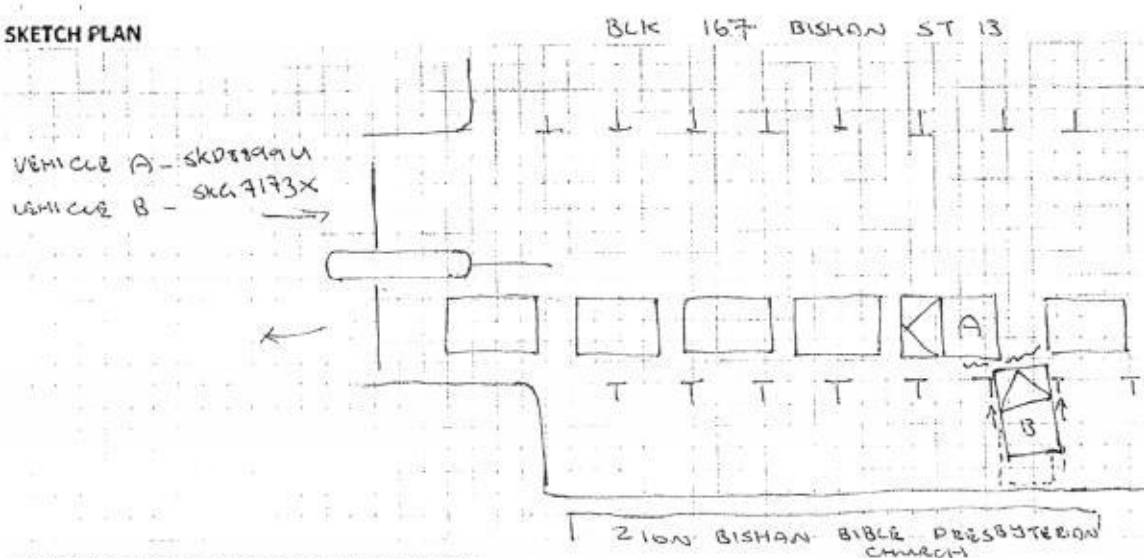 SKETCH PLAN
BLK 167 BISHAN ST 13
VEHICLE A - SKD8899U
VEHICLE B - SKG7173X
A
B
ZION BISHAN BIBLE PRESBYTERIAN
CHURCH